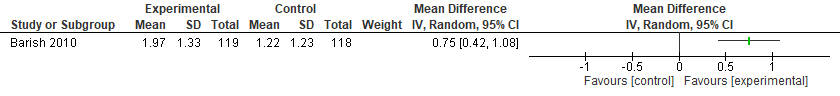 Experimental Control Mean Difference Mean Difference
Study or Subgroup Mean SD Total Mean SD Total Weight IV, Random, 95% CI IV, Random, 95% CI
Barish 2010 1.97 1.33 119 1.22 1.23 118 0.75 [0.42, 1.08]
-1 -0.5 0 0.5 1
Favours [control] Favours [experimental]